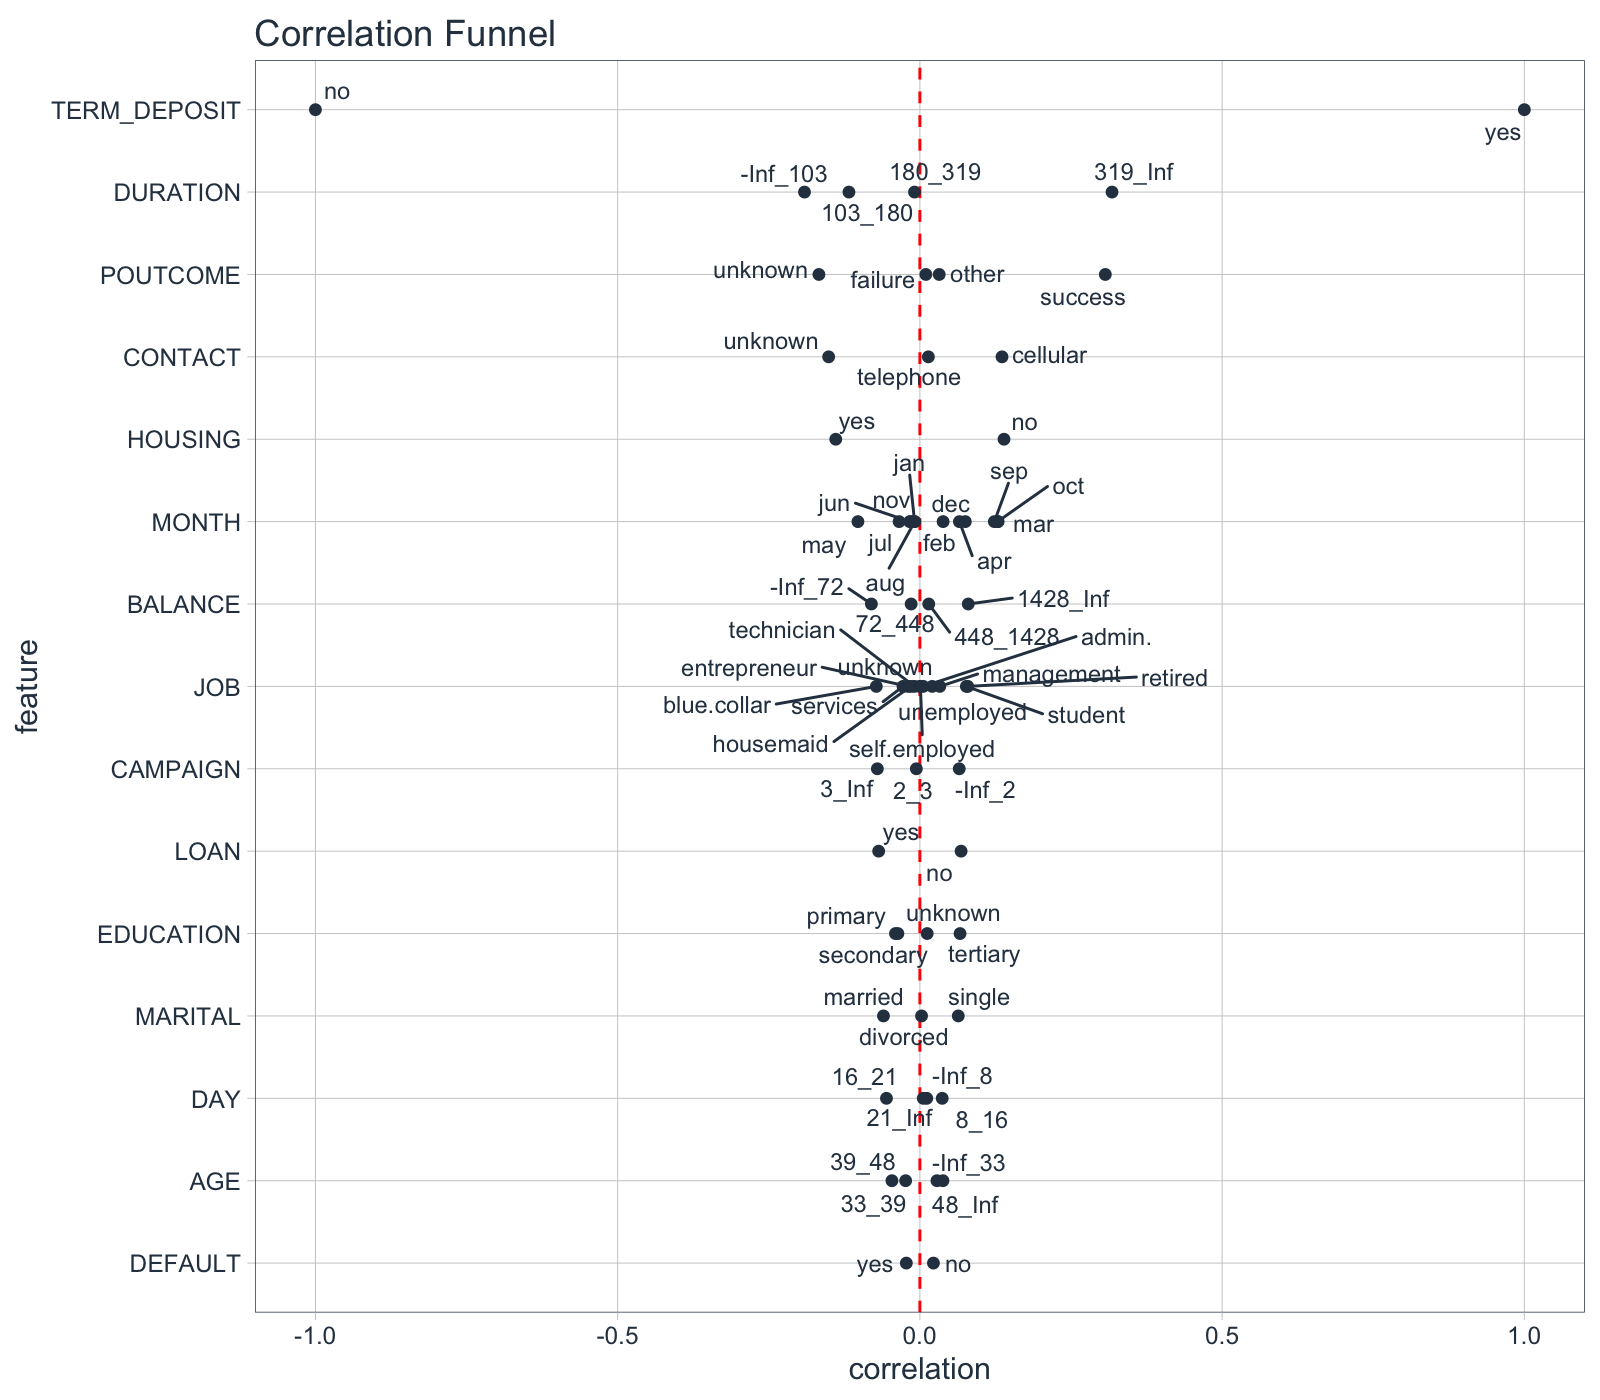 Correlation Funnel
TERM_DEPOSIT
no
yes
DURATION
-Inf_103
103_180
180_319
319_Inf
POUTCOME
unknown
failure
other
success
CONTACT
unknown
telephone
cellular
HOUSING
yes
no
MONTH
may
jun
jul
nov
jan
aug
dec
feb
apr
sep
oct
mar
BALANCE
-Inf_72
72_448
448_1428
1428_Inf
JOB
technician
entrepreneur
unknown
blue.collar
services
housemaid
self.employed
unemployed
admin.
management
retired
student
CAMPAIGN
3_Inf
2_3
-Inf_2
LOAN
yes
no
EDUCATION
primary
secondary
unknown
tertiary
MARITAL
married
divorced
single
DAY
16_21
21_Inf
-Inf_8
8_16
AGE
39_48
33_39
-Inf_33
48_Inf
DEFAULT
yes
no
feature
-1.0
-0.5
0.0
0.5
1.0
correlation